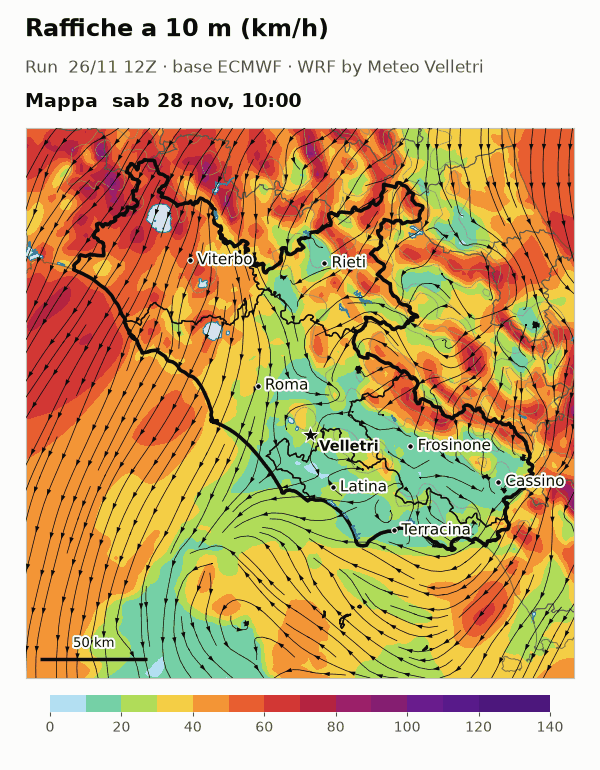 Raffiche a 10 m (km/h)
Run 26/11 12Z · base ECMWF · WRF by Meteo Velletri
Mappa sab 28 nov, 10:00
Viterbo
Rieti
Roma
Velletri
Frosinone
Latina
Cassino
Terracina
50 km
0 20 40 60 80 100 120 140